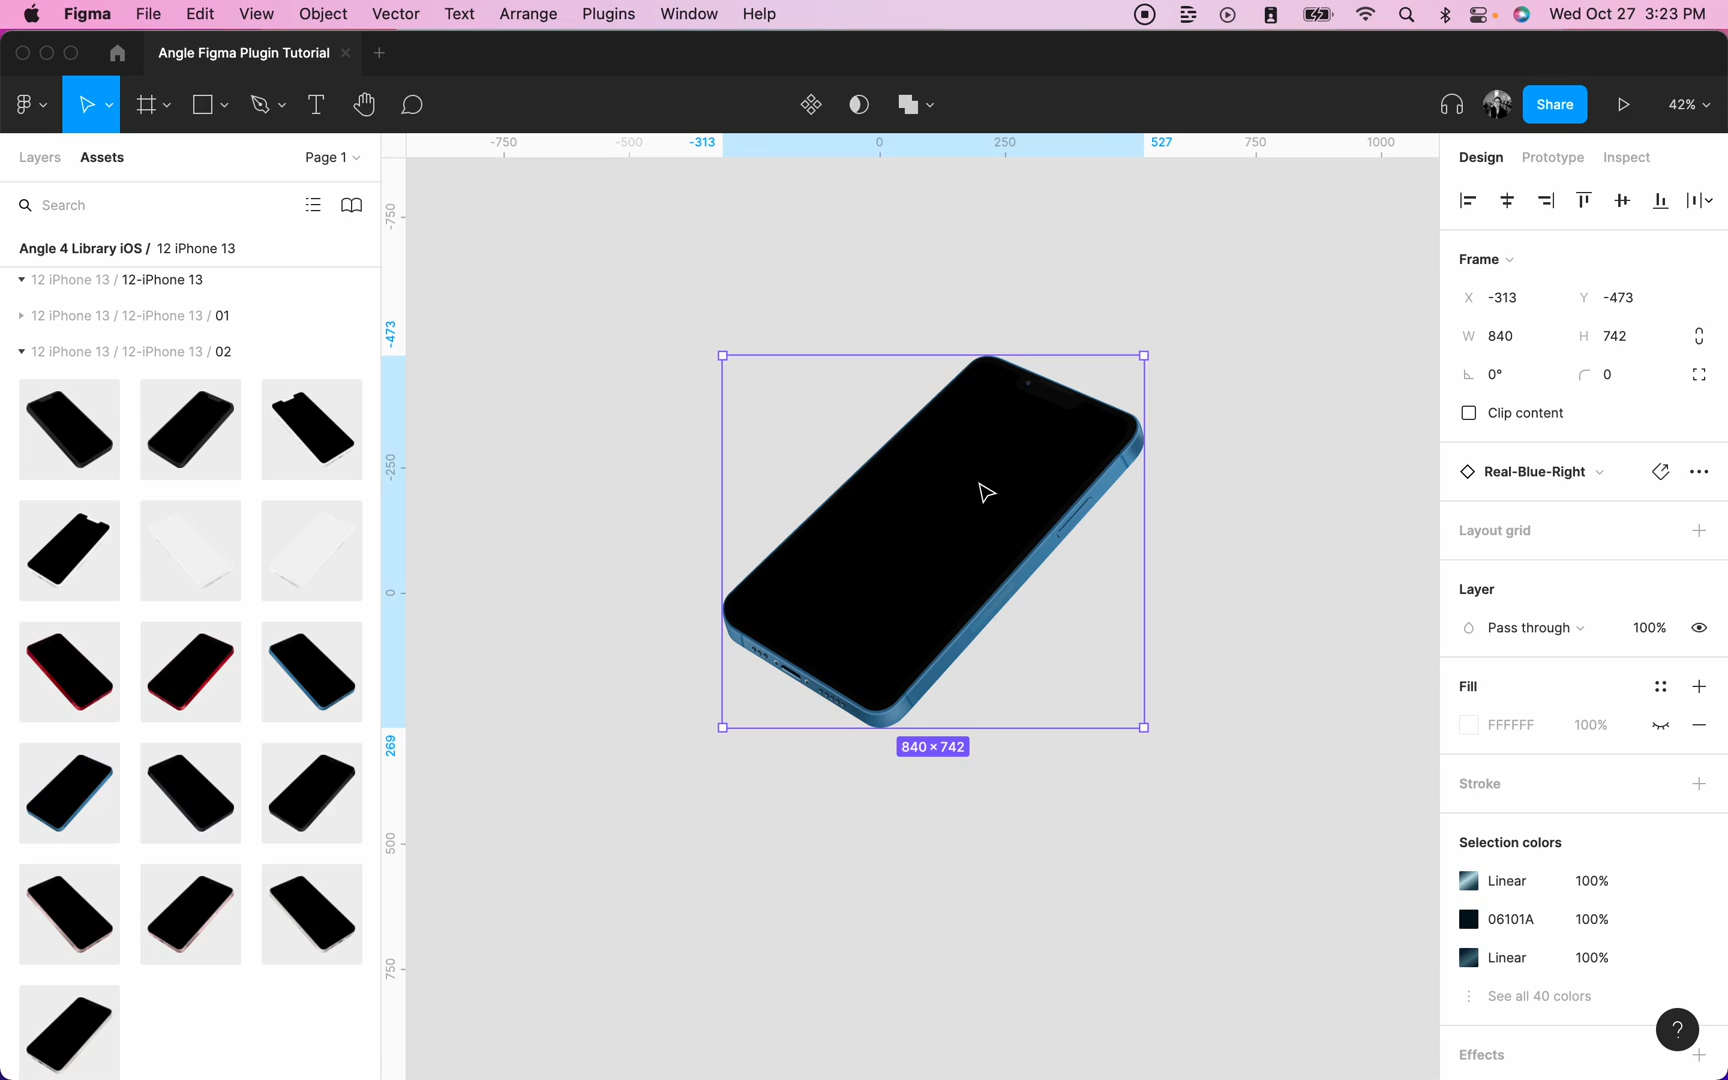 Figma File Edit View Object Vector Text Arrange Plugins Window Help Wed Oct 27 3:23 PM
Angle Figma Plugin Tutorial
Share 42%
Layers Assets Page 1
Search
Angle 4 Library iOS / 12 iPhone 13
12 iPhone 13 / 12-iPhone 13
12 iPhone 13 / 12-iPhone 13 / 01
12 iPhone 13 / 12-iPhone 13 / 02
-750 -500 -313 0 250 527 750 1000
-750
-473
-250
0
269
500
750
840 × 742
Design Prototype Inspect
Frame
X -313 Y -473
W 840 H 742
0° 0
Clip content
Real-Blue-Right
Layout grid
Layer
Pass through 100%
Fill
FFFFFF 100%
Stroke
Selection colors
Linear 100%
06101A 100%
Linear 100%
See all 40 colors
?
Effects